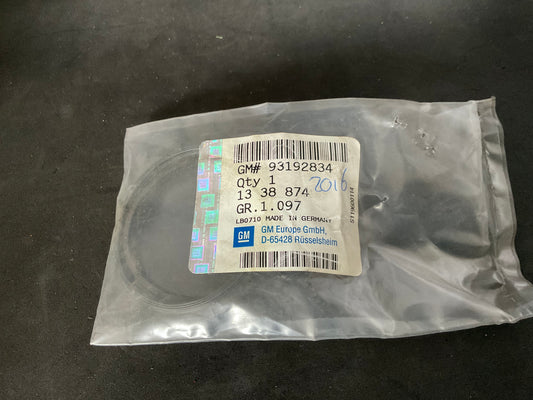 GM# 93192834
Qty 1
2016
13 38 874
GR.1.097
LB0710 MADE IN GERMANY
GM
GM Europe GmbH,
D-65428 Rüsselsheim